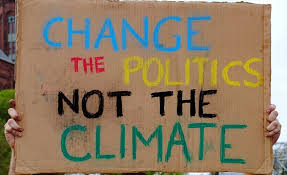 CHANGE
THE POLITICS
NOT THE
CLIMATE